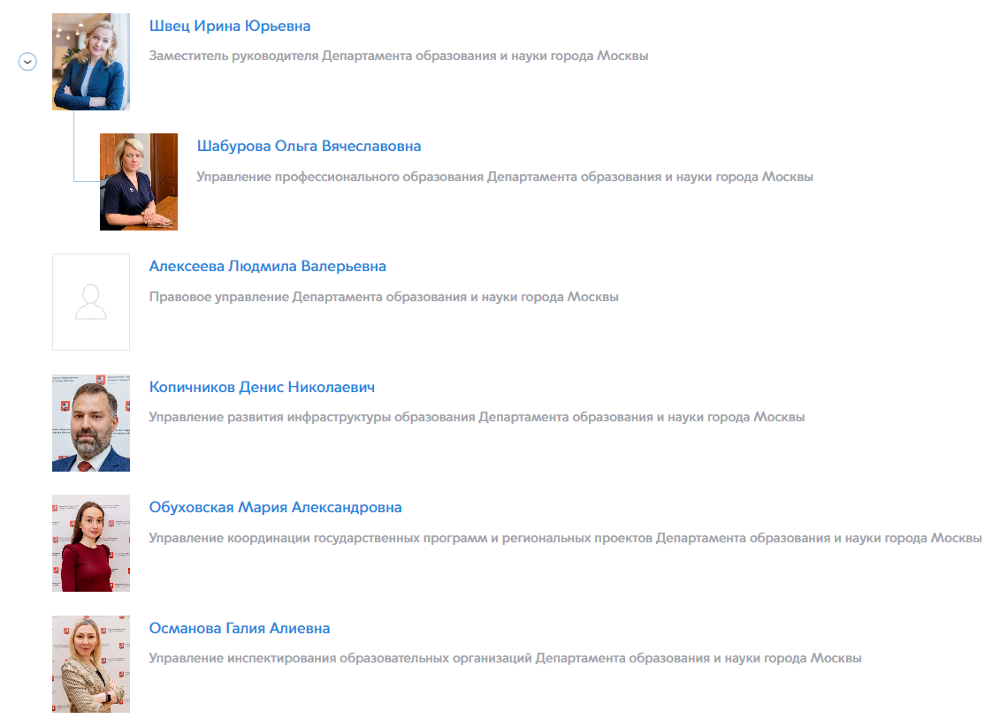 Швец Ирина Юрьевна
Заместитель руководителя Департамента образования и науки города Москвы
Шабурова Ольга Вячеславовна
Управление профессионального образования Департамента образования и науки города Москвы
Алексеева Людмила Валерьевна
Правовое управление Департамента образования и науки города Москвы
Копичников Денис Николаевич
Управление развития инфраструктуры образования Департамента образования и науки города Москвы
Обуховская Мария Александровна
Управление координации государственных программ и региональных проектов Департамента образования и науки города Москвы
Османова Галия Алиевна
Управление инспектирования образовательных организаций Департамента образования и науки города Москвы